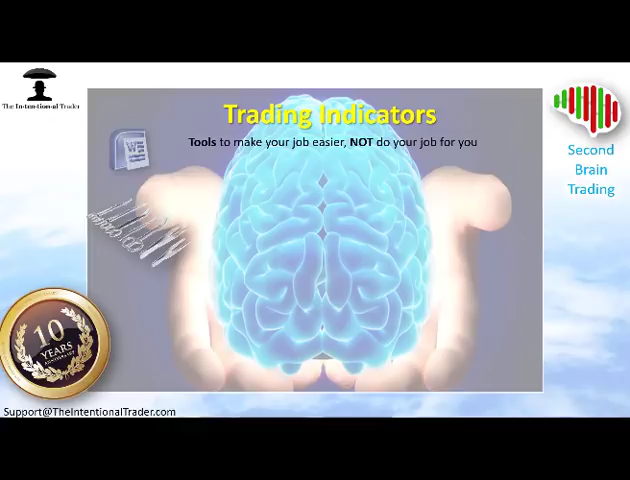 The Intentional Trader
Trading Indicators
Tools to make your job easier, NOT do your job for you
Second
Brain
Trading
10
YEARS
ANNIVERSARY
Support@TheIntentionalTrader.com